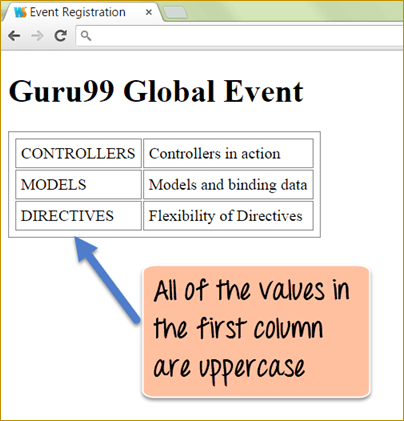 Event Registration
Guru99 Global Event
CONTROLLERS Controllers in action
MODELS Models and binding data
DIRECTIVES Flexibility of Directives
All of the values in
the first column
are uppercase